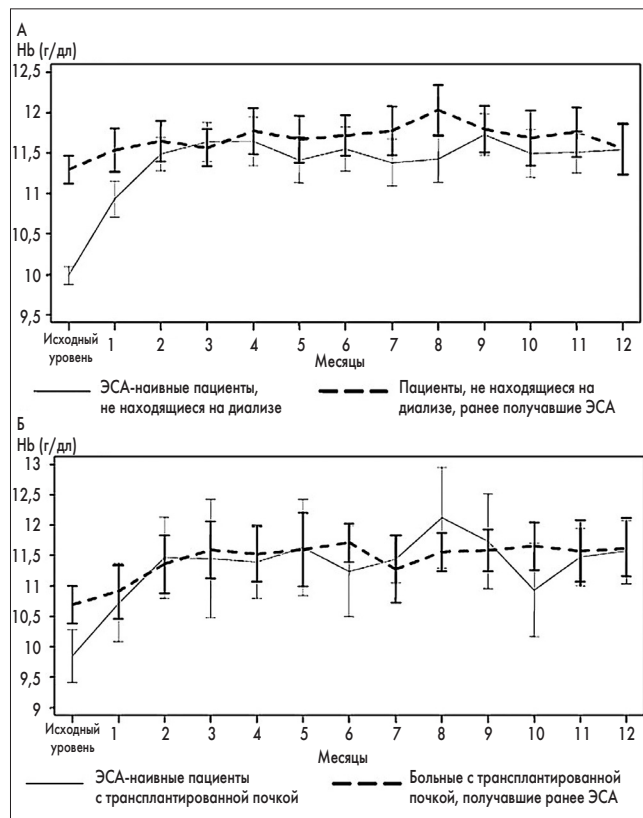 А
Hb (г/дл)
12,5
12
11,5
11
10,5
10
9,5
Исходный
уровень
1 2 3 4 5 6 7 8 9 10 11 12
Месяцы
ЭСА-наивные пациенты,
не находящиеся на диализе
Пациенты, не находящиеся на
диализе, ранее получавшие ЭСА
Б
Hb (г/дл)
13
12,5
12
11,5
11
10,5
10
9,5
9
Исходный
уровень
1 2 3 4 5 6 7 8 9 10 11 12
Месяцы
ЭСА-наивные пациенты
с трансплантированной почкой
Больные с трансплантированной
почкой, получавшие ранее ЭСА